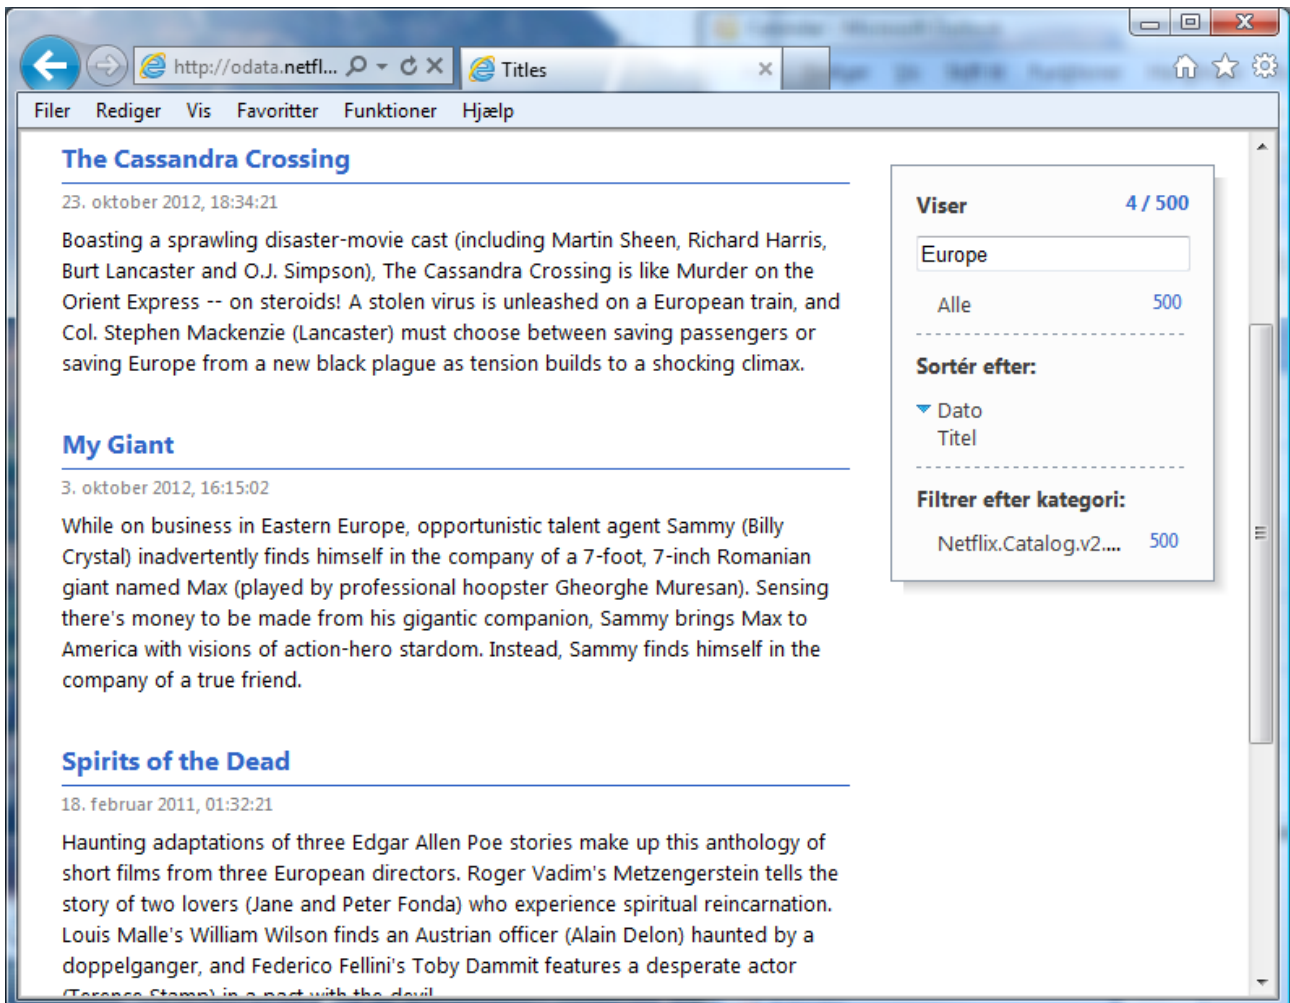 http://odata.netfl...
Titles
Filer Rediger Vis Favoritter Funktioner Hjælp
The Cassandra Crossing
23. oktober 2012, 18:34:21
Boasting a sprawling disaster-movie cast (including Martin Sheen, Richard Harris,
Burt Lancaster and O.J. Simpson), The Cassandra Crossing is like Murder on the
Orient Express -- on steroids! A stolen virus is unleashed on a European train, and
Col. Stephen Mackenzie (Lancaster) must choose between saving passengers or
saving Europe from a new black plague as tension builds to a shocking climax.
My Giant
3. oktober 2012, 16:15:02
While on business in Eastern Europe, opportunistic talent agent Sammy (Billy
Crystal) inadvertently finds himself in the company of a 7-foot, 7-inch Romanian
giant named Max (played by professional hoopster Gheorghe Muresan). Sensing
there's money to be made from his gigantic companion, Sammy brings Max to
America with visions of action-hero stardom. Instead, Sammy finds himself in the
company of a true friend.
Spirits of the Dead
18. februar 2011, 01:32:21
Haunting adaptations of three Edgar Allen Poe stories make up this anthology of
short films from three European directors. Roger Vadim's Metzengerstein tells the
story of two lovers (Jane and Peter Fonda) who experience spiritual reincarnation.
Louis Malle's William Wilson finds an Austrian officer (Alain Delon) haunted by a
doppelganger, and Federico Fellini's Toby Dammit features a desperate actor
(Terence Stamp) in a pact with the devil
Viser 4 / 500
Europe
Alle 500
Sortér efter:
Dato
Titel
Filtrer efter kategori:
Netflix.Catalog.v2.... 500